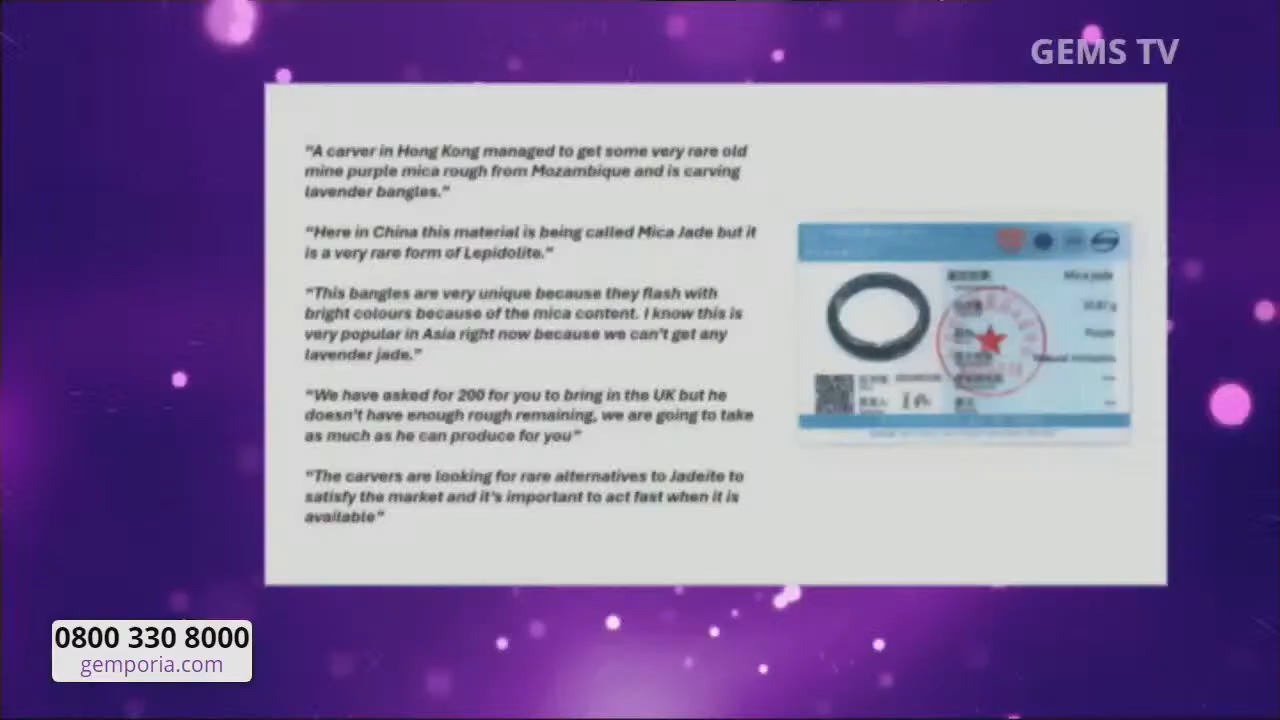 GEMS TV
"A carver in Hong Kong managed to get some very rare old
mine purple mica rough from Mozambique and is carving
lavender bangles."
"Here in China this material is being called Mica Jade but it
is a very rare form of Lepidolite."
"This bangles are very unique because they flash with
bright colours because of the mica content. I know this is
very popular in Asia right now because we can't get any
lavender jade."
"We have asked for 200 for you to bring in the UK but he
doesn't have enough rough remaining, we are going to take
as much as he can produce for you"
"The carvers are looking for rare alternatives to Jadeite to
satisfy the market and it's important to act fast when it is
available"
Mica jade
Purple
0800 330 8000
gemporia.com